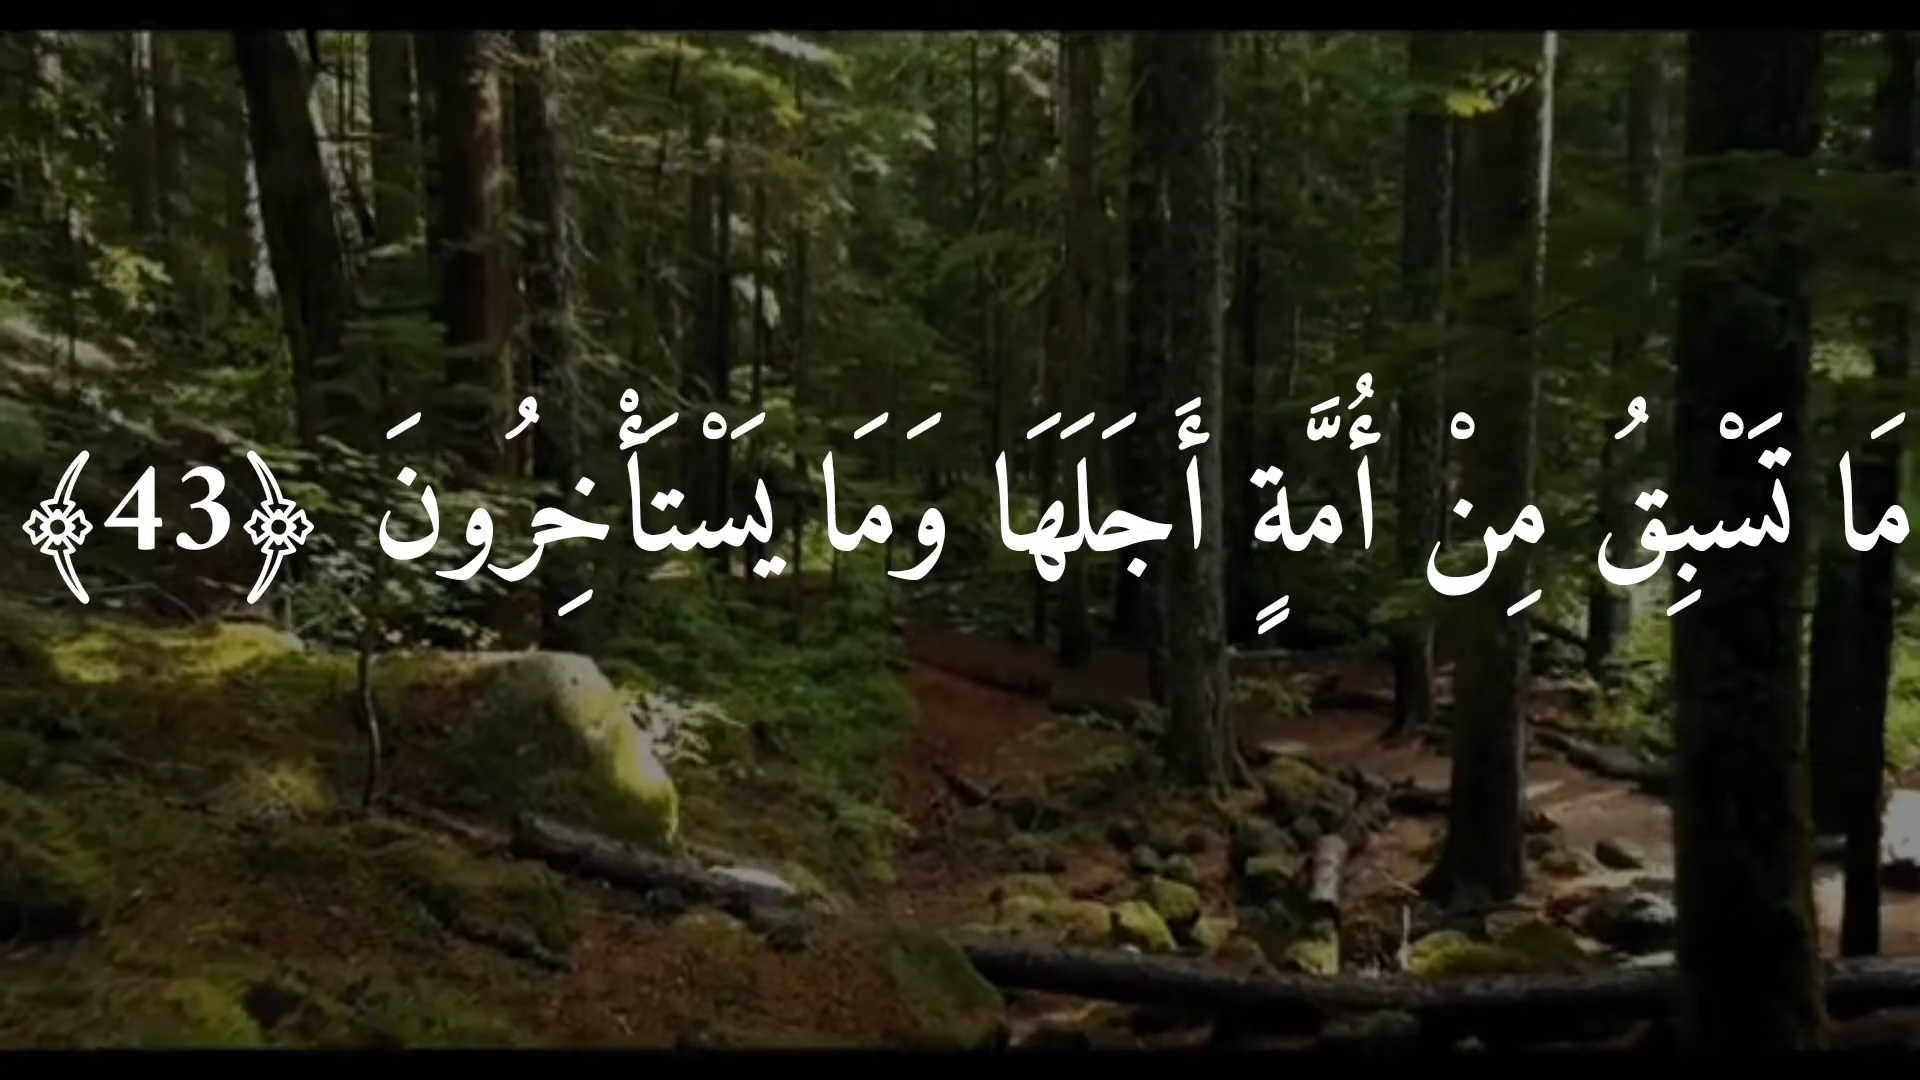 مَا تَسْبِقُ مِنْ أُمَّةٍ أَجَلَهَا وَمَا يَسْتَأْخِرُونَ ﴿43﴾